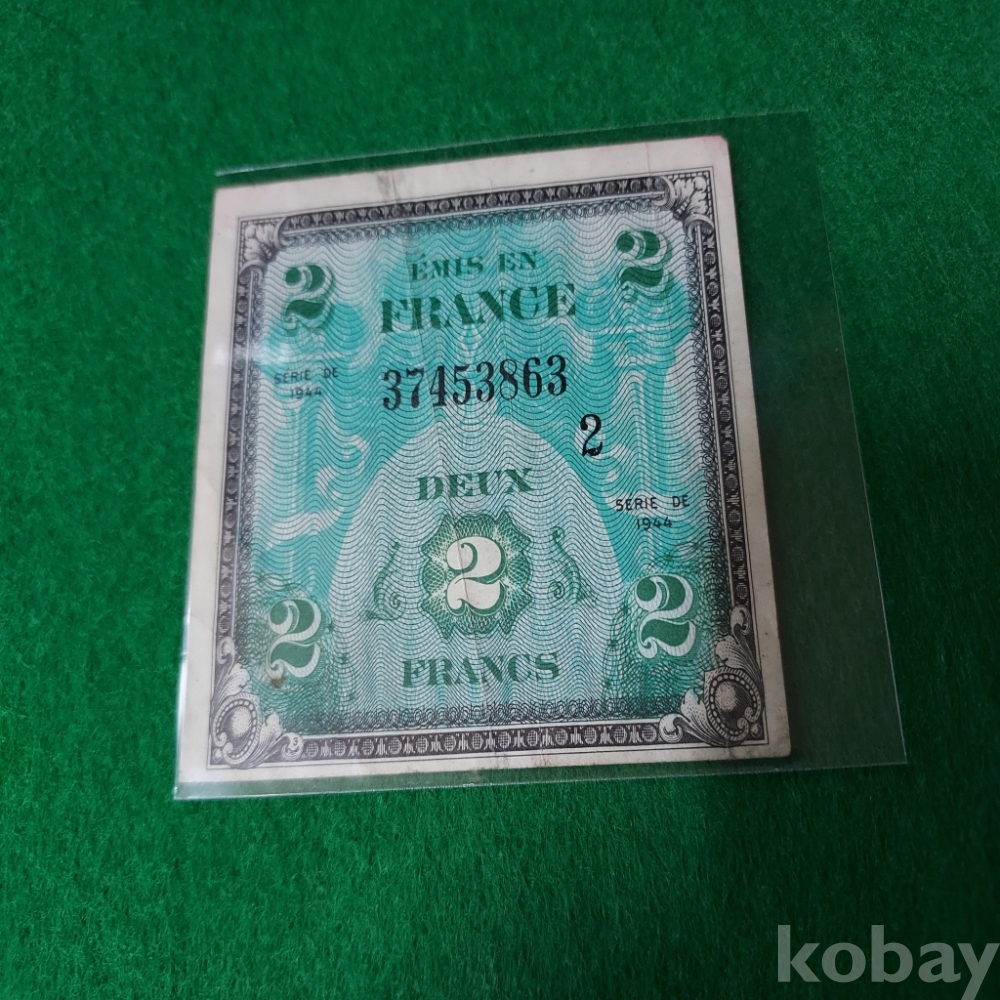 2 ÉMIS EN 2
FRANCE
SÉRIE DE
1944
37453863
2
DEUX
SÉRIE DE
1944
2
2 2
FRANCS
kobay